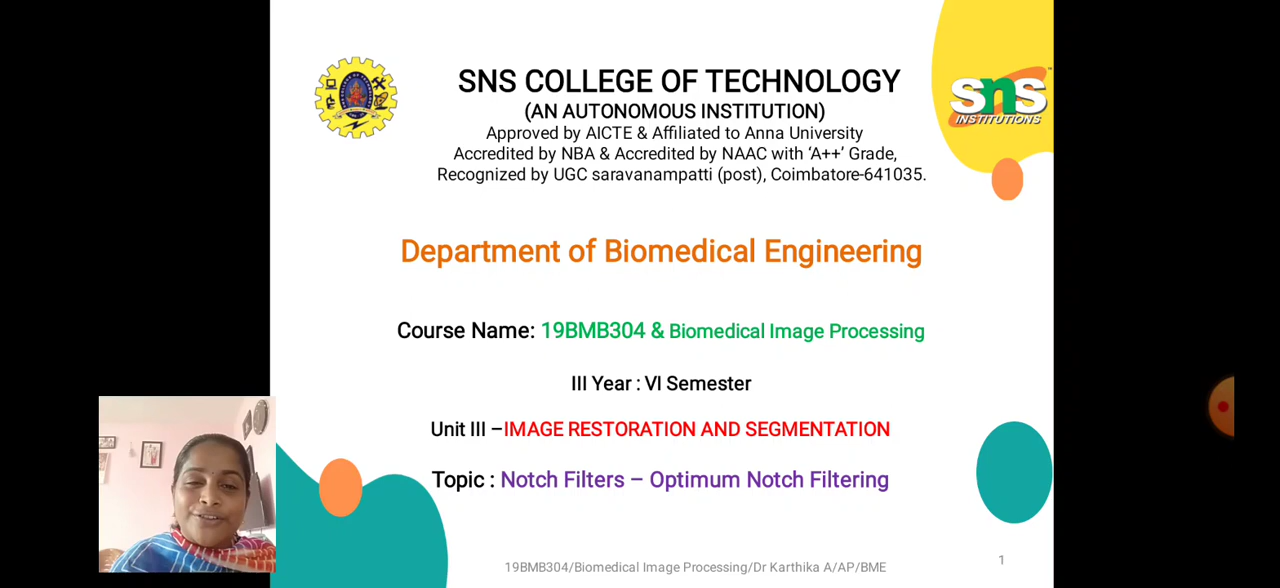 SNS COLLEGE OF TECHNOLOGY
(AN AUTONOMOUS INSTITUTION)
Approved by AICTE & Affiliated to Anna University
Accredited by NBA & Accredited by NAAC with ‘A++’ Grade,
Recognized by UGC saravanampatti (post), Coimbatore-641035.
sns
INSTITUTIONS
Department of Biomedical Engineering
Course Name: 19BMB304 & Biomedical Image Processing
III Year : VI Semester
Unit III –IMAGE RESTORATION AND SEGMENTATION
Topic : Notch Filters – Optimum Notch Filtering
19BMB304/Biomedical Image Processing/Dr Karthika A/AP/BME
1